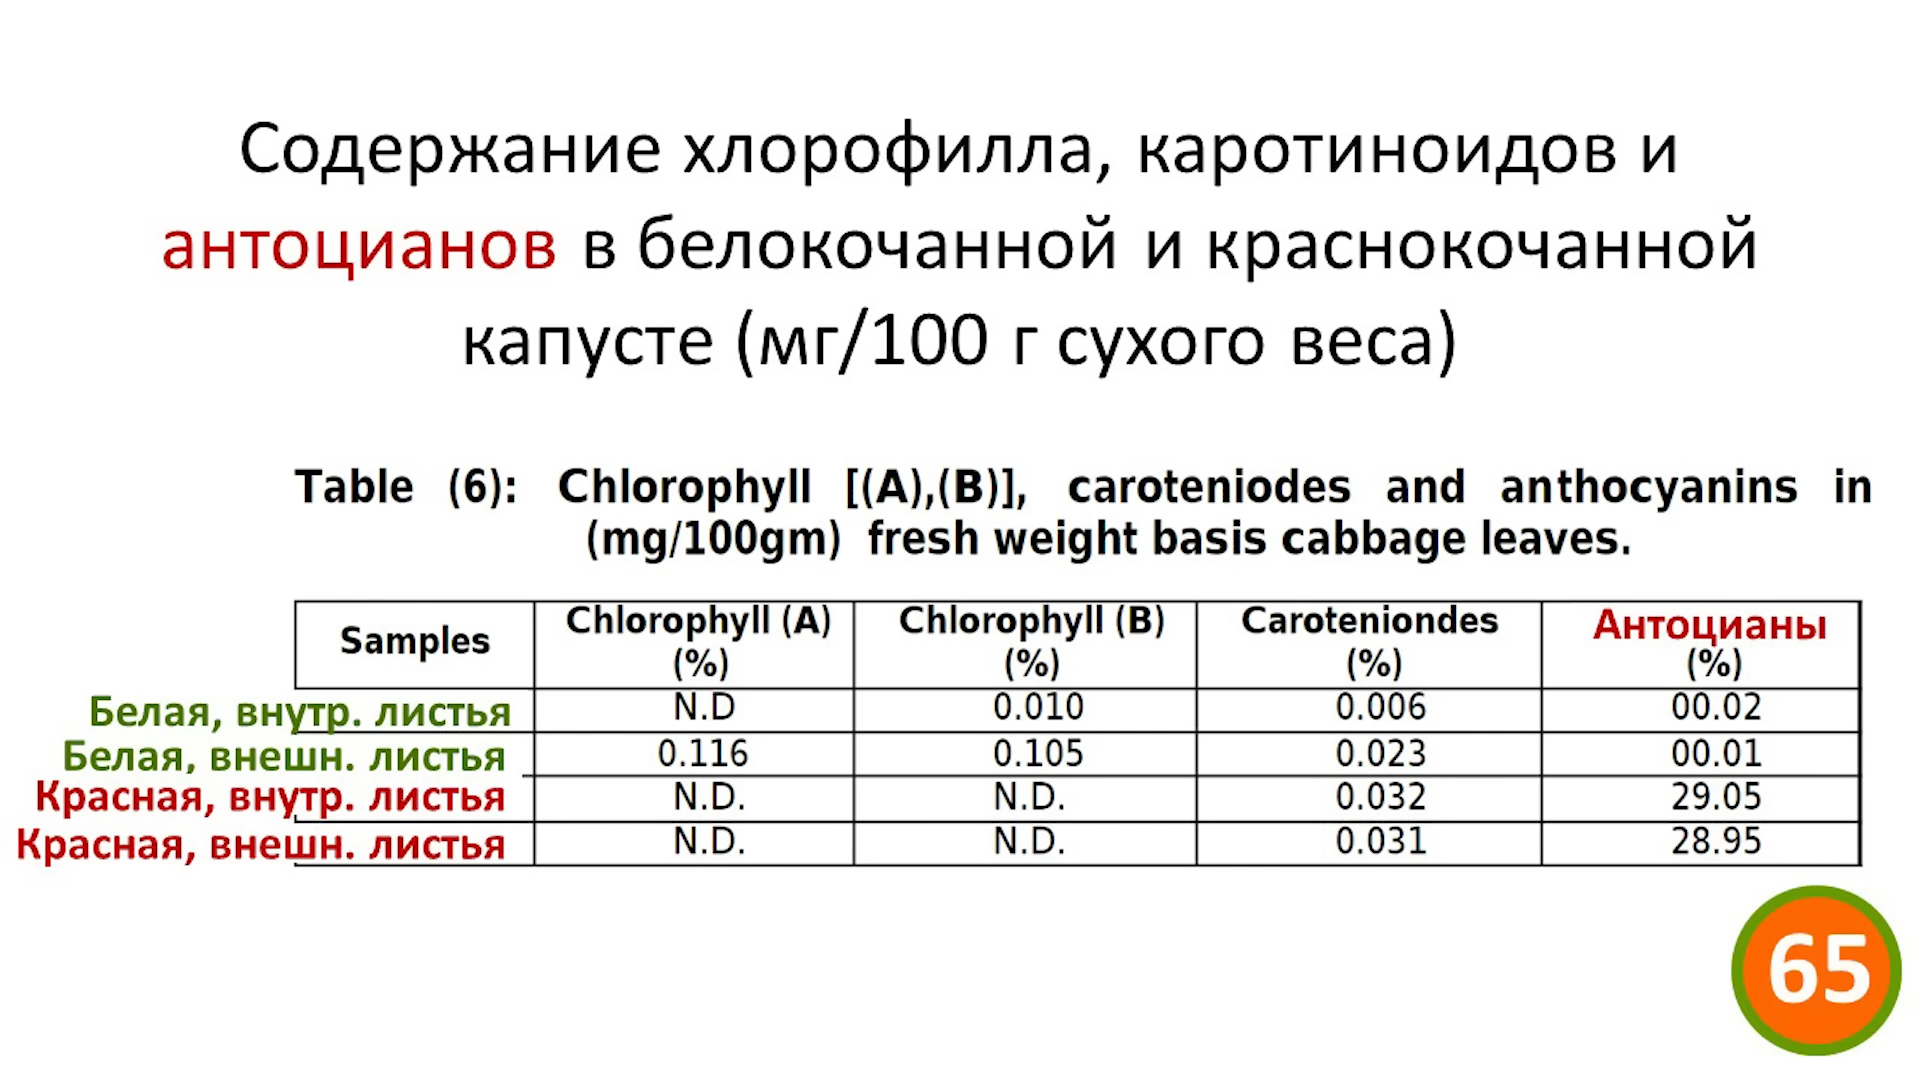 Содержание хлорофилла, каротиноидов и
антоцианов в белокочанной и краснокочанной
капусте (мг/100 г сухого веса)
Table (6): Chlorophyll [(A),(B)], caroteniodes and anthocyanins in
(mg/100gm) fresh weight basis cabbage leaves.
Samples Chlorophyll (A) (%) Chlorophyll (B) (%) Caroteniondes (%) Антоцианы (%)
Белая, внутр. листья N.D 0.010 0.006 00.02
Белая, внешн. листья 0.116 0.105 0.023 00.01
Красная, внутр. листья N.D. N.D. 0.032 29.05
Красная, внешн. листья N.D. N.D. 0.031 28.95
65